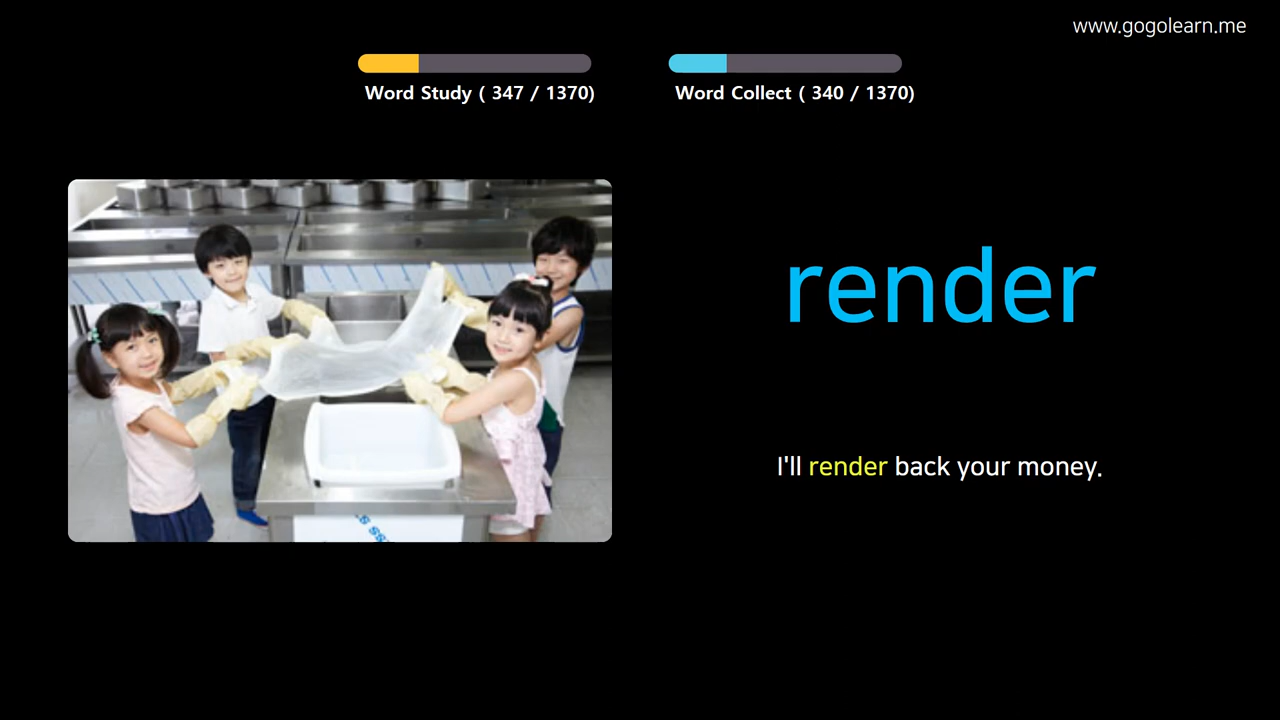 www.gogolearn.me
Word Study ( 347 / 1370)
Word Collect ( 340 / 1370)
render
I'll render back your money.